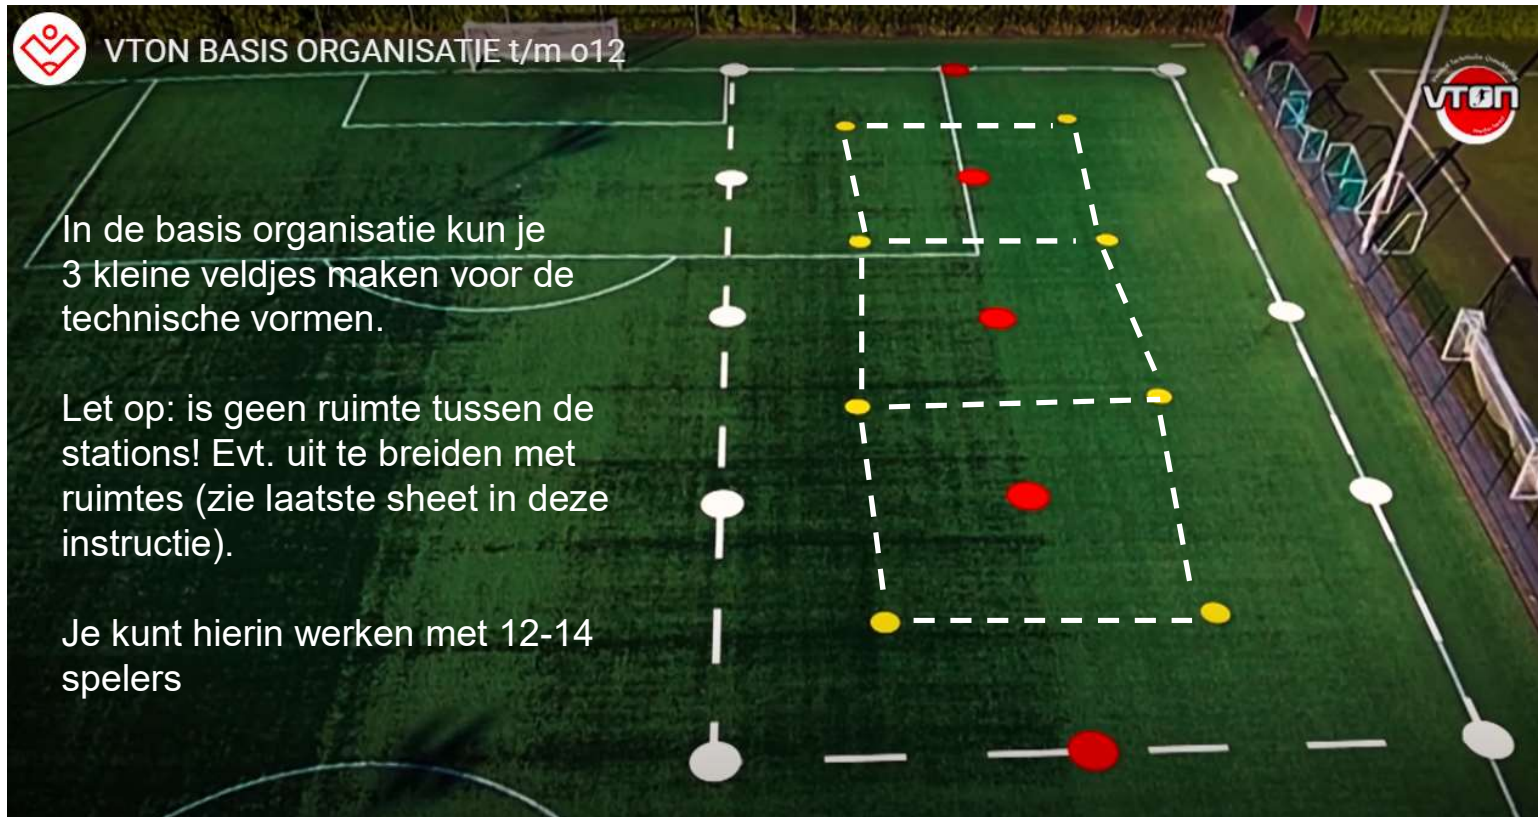 VTON BASIS ORGANISATIE t/m o12
VTON
In de basis organisatie kun je
3 kleine veldjes maken voor de
technische vormen.
Let op: is geen ruimte tussen de
stations! Evt. uit te breiden met
ruimtes (zie laatste sheet in deze
instructie).
Je kunt hierin werken met 12-14
spelers